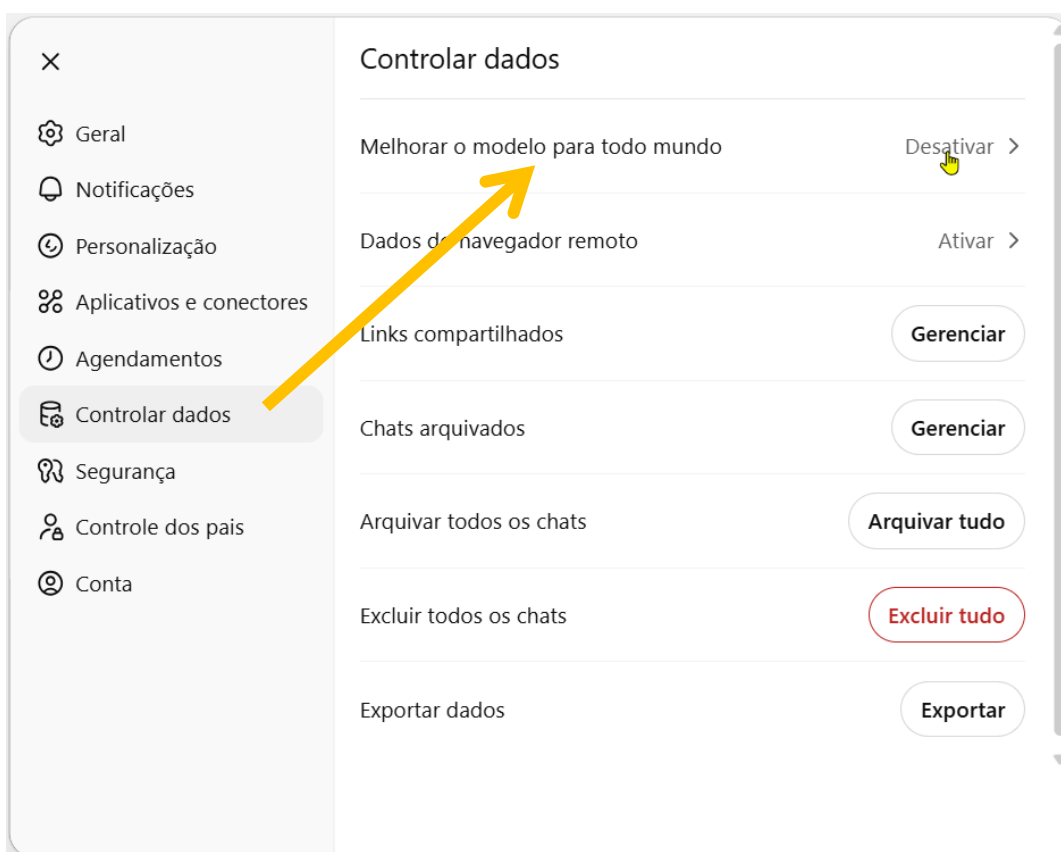 Controlar dados
Geral
Notificações
Personalização
Aplicativos e conectores
Agendamentos
Controlar dados
Segurança
Controle dos pais
Conta
Melhorar o modelo para todo mundo
Desativar
Dados do navegador remoto
Ativar
Links compartilhados
Gerenciar
Chats arquivados
Gerenciar
Arquivar todos os chats
Arquivar tudo
Excluir todos os chats
Excluir tudo
Exportar dados
Exportar